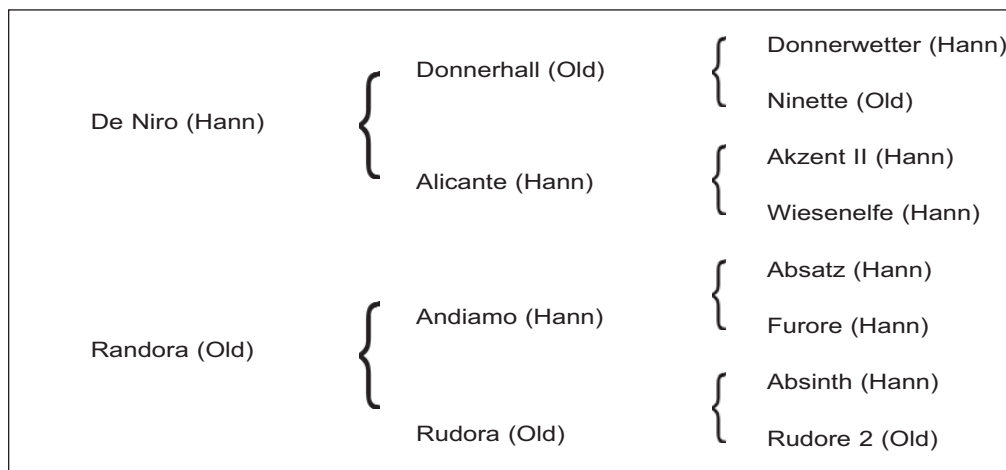 Donnerwetter (Hann)
Donnerhall (Old)
Ninette (Old)
De Niro (Hann)
Akzent II (Hann)
Alicante (Hann)
Wiesenelfe (Hann)
Absatz (Hann)
Andiamo (Hann)
Furore (Hann)
Randora (Old)
Absinth (Hann)
Rudora (Old)
Rudore 2 (Old)